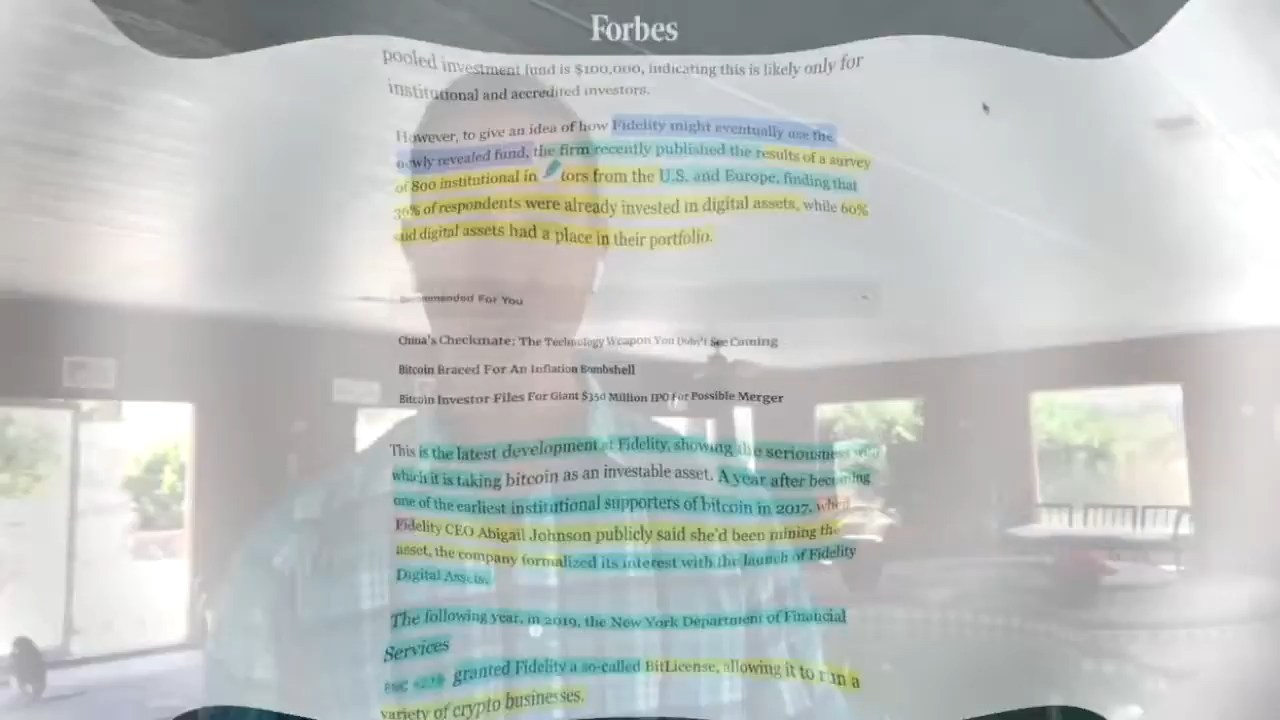 Forbes
pooled investment fund is $100,000, indicating this is likely only for
institutional and accredited investors.
However, to give an idea of how Fidelity might eventually use the
newly revealed fund, the firm recently published the results of a survey
of 800 institutional in tors from the U.S. and Europe, finding that
36% of respondents were already invested in digital assets, while 60%
said digital assets had a place in their portfolio.
Recommended For You
China's Checkmate: The Technology Weapon You Didn't See Coming
Bitcoin Braced For An Inflation Bombshell
Bitcoin Investor Files For Giant $350 Million IPO For Possible Merger
This is the latest development at Fidelity, showing the seriousness with
which it is taking bitcoin as an investable asset. A year after becoming
one of the earliest institutional supporters of bitcoin in 2017, when
Fidelity CEO Abigail Johnson publicly said she'd been mining the
asset, the company formalized its interest with the launch of Fidelity
Digital Assets.
The following year, in 2019, the New York Department of Financial
Services
granted Fidelity a so-called BitLicense, allowing it to run a
variety of crypto businesses.